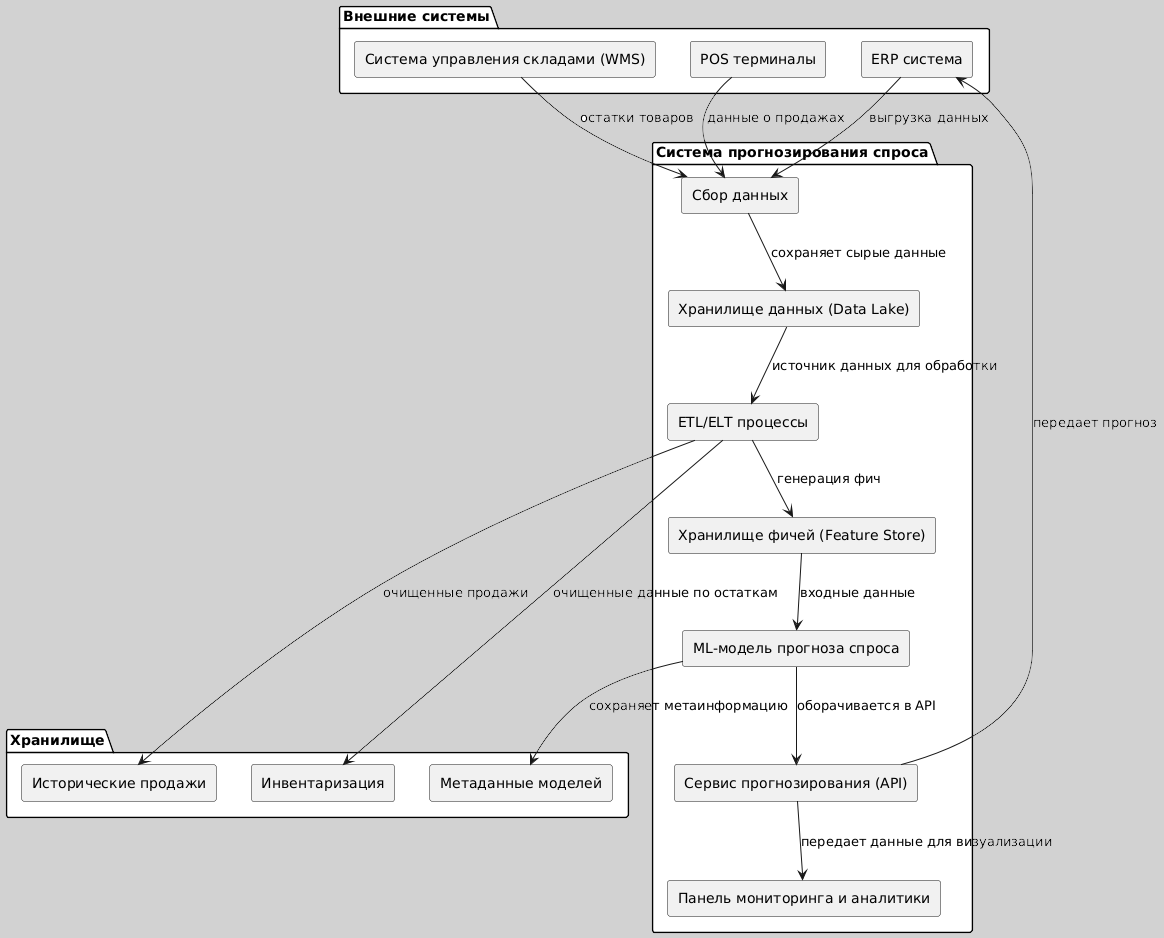 Внешние системы
Система управления складами (WMS)
POS терминалы
ERP система
остатки товаров
данные о продажах
выгрузка данных
Система прогнозирования спроса
Сбор данных
сохраняет сырые данные
Хранилище данных (Data Lake)
источник данных для обработки
ETL/ELT процессы
передает прогноз
генерация фич
Хранилище фичей (Feature Store)
очищенные продажи
очищенные данные по остаткам
входные данные
ML-модель прогноза спроса
сохраняет метаинформацию
оборачивается в API
Хранилище
Исторические продажи
Инвентаризация
Метаданные моделей
Сервис прогнозирования (API)
передает данные для визуализации
Панель мониторинга и аналитики